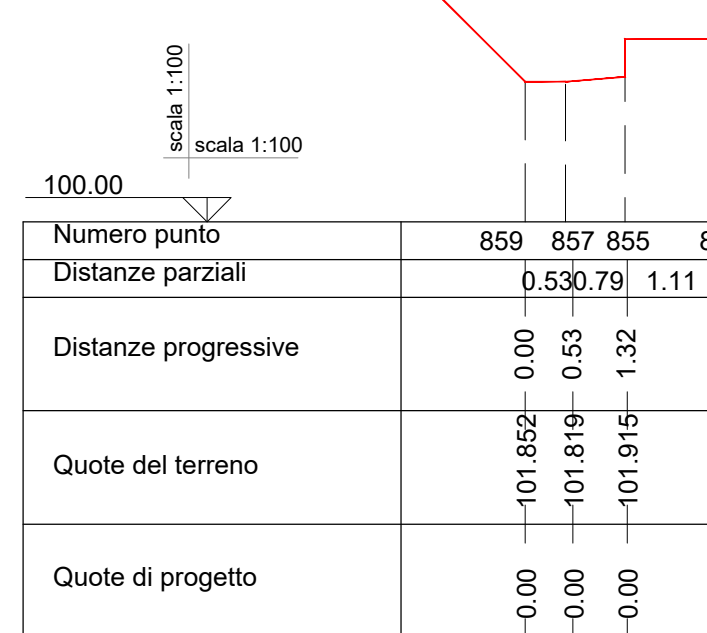 scala 1:100
scala 1:100
100.00
Numero punto 859 857 855
Distanze parziali 0.53 0.79 1.11
Distanze progressive 0.00 0.53 1.32
Quote del terreno 101.852 101.819 101.915
Quote di progetto 0.00 0.00 0.00